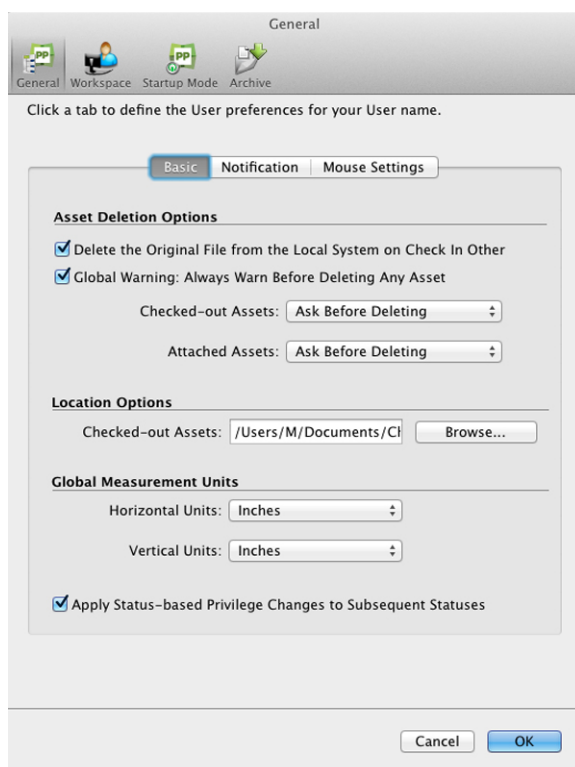 General
General Workspace Startup Mode Archive
Click a tab to define the User preferences for your User name.
Basic Notification Mouse Settings
Asset Deletion Options
Delete the Original File from the Local System on Check In Other
Global Warning: Always Warn Before Deleting Any Asset
Checked-out Assets: Ask Before Deleting
Attached Assets: Ask Before Deleting
Location Options
Checked-out Assets: /Users/M/Documents/Ch Browse...
Global Measurement Units
Horizontal Units: Inches
Vertical Units: Inches
Apply Status-based Privilege Changes to Subsequent Statuses
Cancel OK